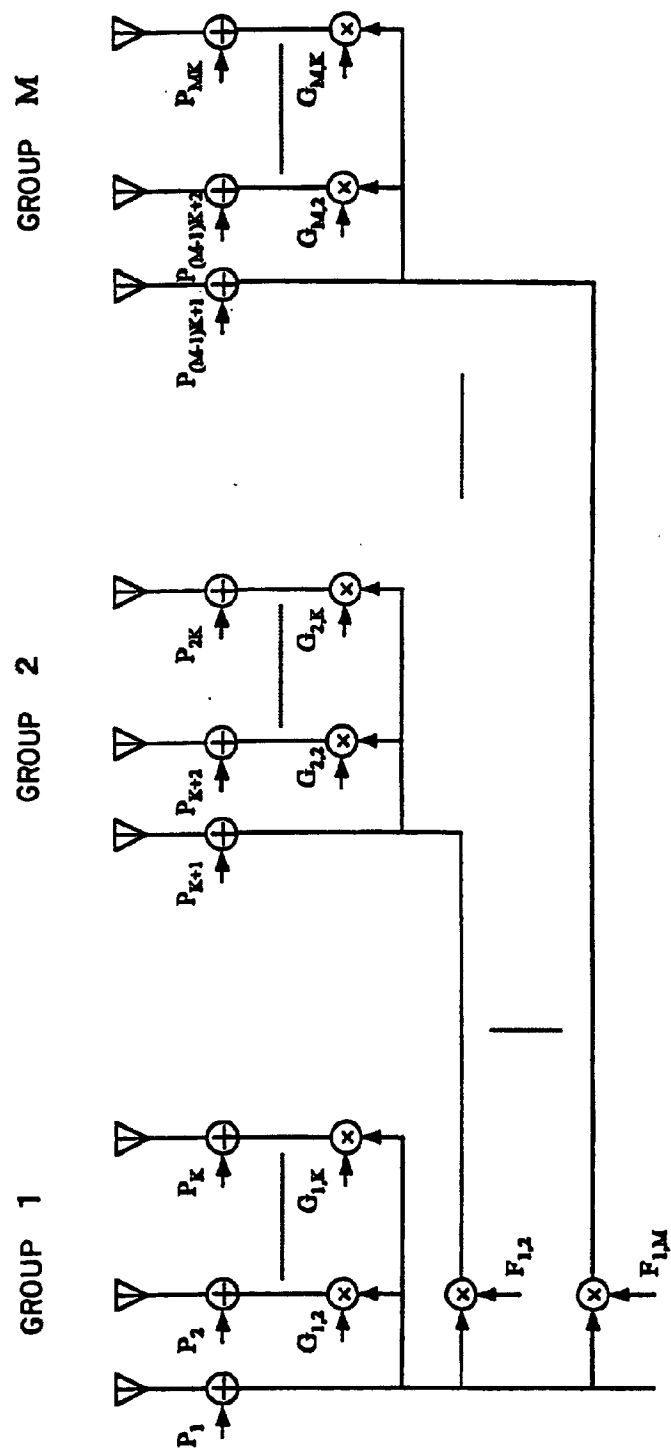 GROUP 1
GROUP 2
GROUP M
P1
P2
PK
PK+1
PK+2
P2K
P(M-1)K+1
P(M-1)K+2
PMK
G1,2
G1,K
G2,2
G2,K
GM,2
GM,K
F1,2
F1,M